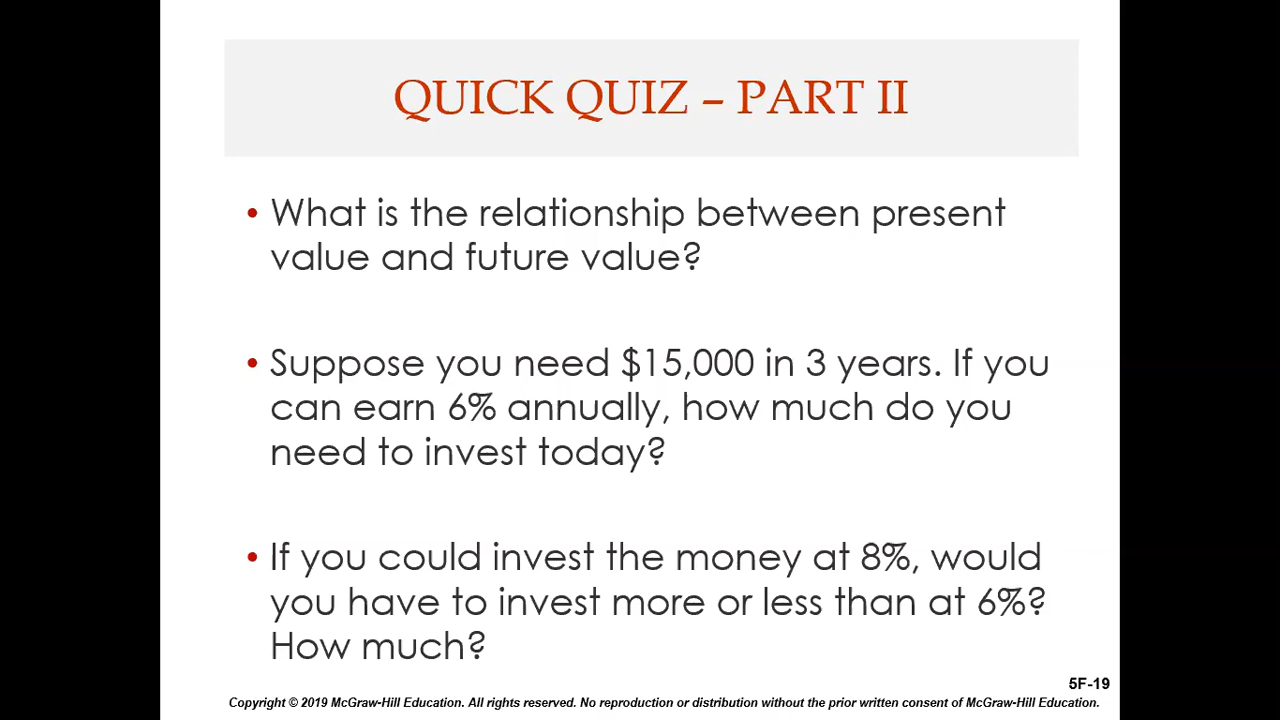 QUICK QUIZ – PART II
• What is the relationship between present
value and future value?
• Suppose you need $15,000 in 3 years. If you
can earn 6% annually, how much do you
need to invest today?
• If you could invest the money at 8%, would
you have to invest more or less than at 6%?
How much?
5F-19
Copyright © 2019 McGraw-Hill Education. All rights reserved. No reproduction or distribution without the prior written consent of McGraw-Hill Education.